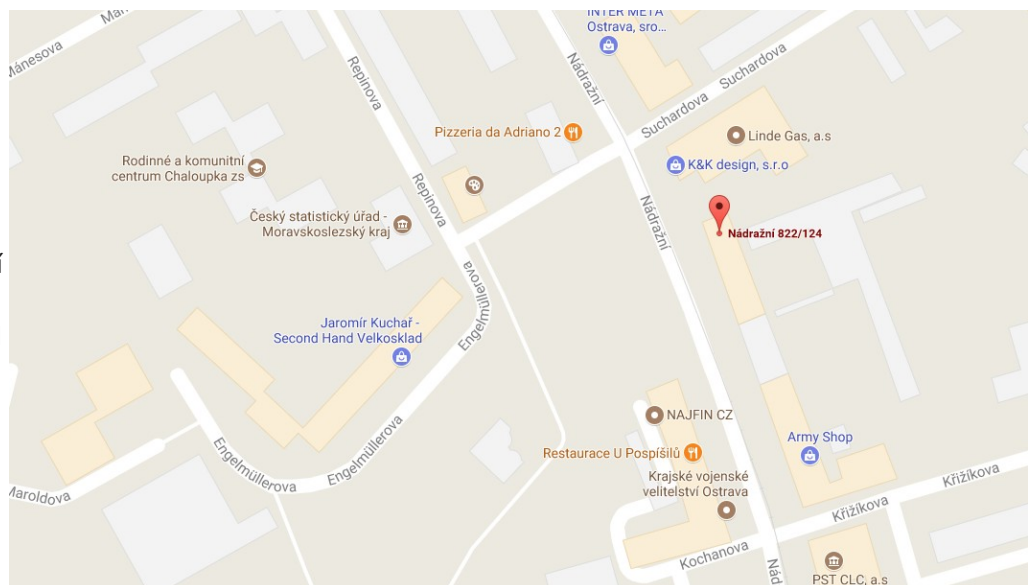 INTER META
Ostrava, sro...
Mánesova
Mánesova
Repinova
Nádražní
Suchardova
Suchardova
Pizzeria da Adriano 2
Linde Gas, a.s
K&K design, s.r.o
Rodinné a komunitní
centrum Chaloupka zs
Repinova
Nádražní
Český statistický úřad -
Moravskoslezský kraj
Nádražní 822/124
í
Engelmüllerova
Jaromír Kuchař -
Second Hand Velkosklad
NAJFIN CZ
Army Shop
Restaurace U Pospíšilů
Krajské vojenské
velitelství Ostrava
Engelmüllerova
Engelmüllerova
Maroldova
Křižíkova
Křižíkova
Kochanova
Nád
PST CLC, a.s